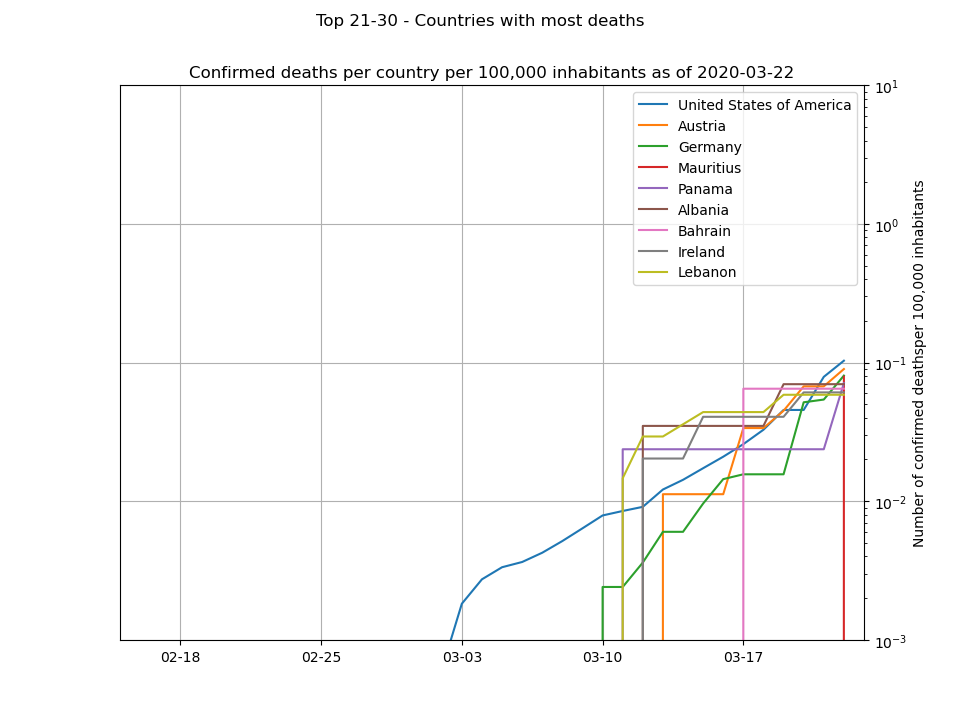 Top 21-30 - Countries with most deaths
Confirmed deaths per country per 100,000 inhabitants as of 2020-03-22
United States of America
Austria
Germany
Mauritius
Panama
Albania
Bahrain
Ireland
Lebanon
10¹
10⁰
10⁻¹
10⁻²
10⁻³
Number of confirmed deathsper 100,000 inhabitants
02-18
02-25
03-03
03-10
03-17